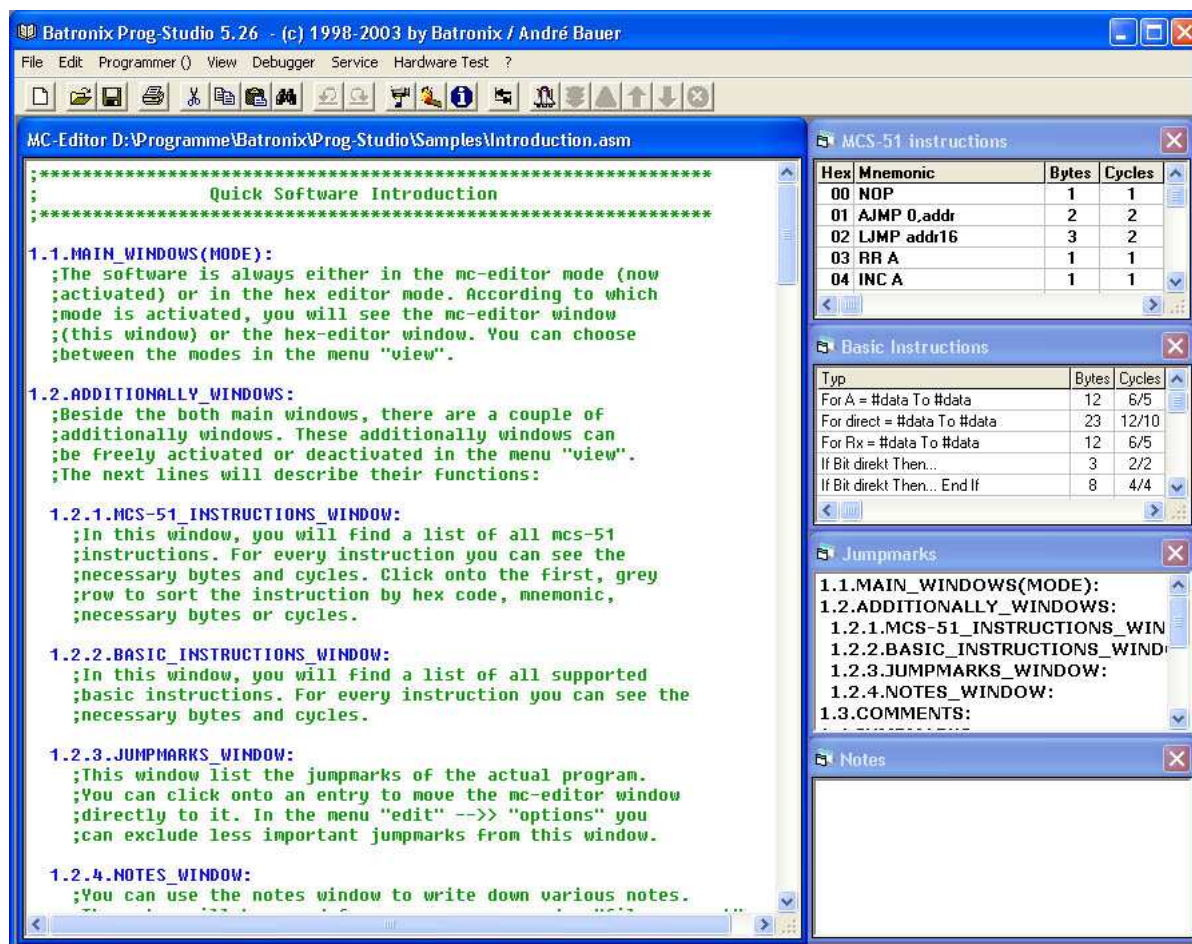 Batronix Prog-Studio 5.26 - (c) 1998-2003 by Batronix / André Bauer
File Edit Programmer () View Debugger Service Hardware Test ?
MC-Editor D:\Programme\Batronix\Prog-Studio\Samples\Introduction.asm
;***************************************************************
; Quick Software Introduction
;***************************************************************
1.1.MAIN_WINDOWS(MODE):
;The software is always either in the mc-editor mode (now
;activated) or in the hex editor mode. According to which
;mode is activated, you will see the mc-editor window
;(this window) or the hex-editor window. You can choose
;between the modes in the menu "view".
1.2.ADDITIONALLY_WINDOWS:
;Beside the both main windows, there are a couple of
;additionally windows. These additionally windows can
;be freely activated or deactivated in the menu "view".
;The next lines will describe their functions:
1.2.1.MCS-51_INSTRUCTIONS_WINDOW:
;In this window, you will find a list of all mcs-51
;instructions. For every instruction you can see the
;necessary bytes and cycles. Click onto the first, grey
;row to sort the instruction by hex code, mnemonic,
;necessary bytes or cycles.
1.2.2.BASIC_INSTRUCTIONS_WINDOW:
;In this window, you will find a list of all supported
;basic instructions. For every instruction you can see the
;necessary bytes and cycles.
1.2.3.JUMPMARKS_WINDOW:
;This window list the jumpmarks of the actual program.
;You can click onto an entry to move the mc-editor window
;directly to it. In the menu "edit" -->> "options" you
;can exclude less important jumpmarks from this window.
1.2.4.NOTES_WINDOW:
;You can use the notes window to write down various notes.
MCS-51 instructions
Hex Mnemonic Bytes Cycles
00 NOP 1 1
01 AJMP 0,addr 2 2
02 LJMP addr16 3 2
03 RR A 1 1
04 INC A 1 1
Basic Instructions
Typ Bytes Cycles
For A = #data To #data 12 6/5
For direct = #data To #data 23 12/10
For Rx = #data To #data 12 6/5
If Bit direkt Then... 3 2/2
If Bit direkt Then... End If 8 4/4
Jumpmarks
1.1.MAIN_WINDOWS(MODE):
1.2.ADDITIONALLY_WINDOWS:
1.2.1.MCS-51_INSTRUCTIONS_WIN
1.2.2.BASIC_INSTRUCTIONS_WIND
1.2.3.JUMPMARKS_WINDOW:
1.2.4.NOTES_WINDOW:
1.3.COMMENTS:
Notes